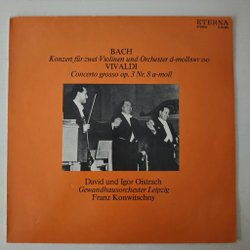 ETERNA
BACH
Konzert für zwei Violinen und Orchester d-moll BWV 1043
VIVALDI
Concerto grosso op. 3 Nr. 8 a-moll
David und Igor Oistrach
Gewandhausorchester Leipzig
Franz Konwitschny